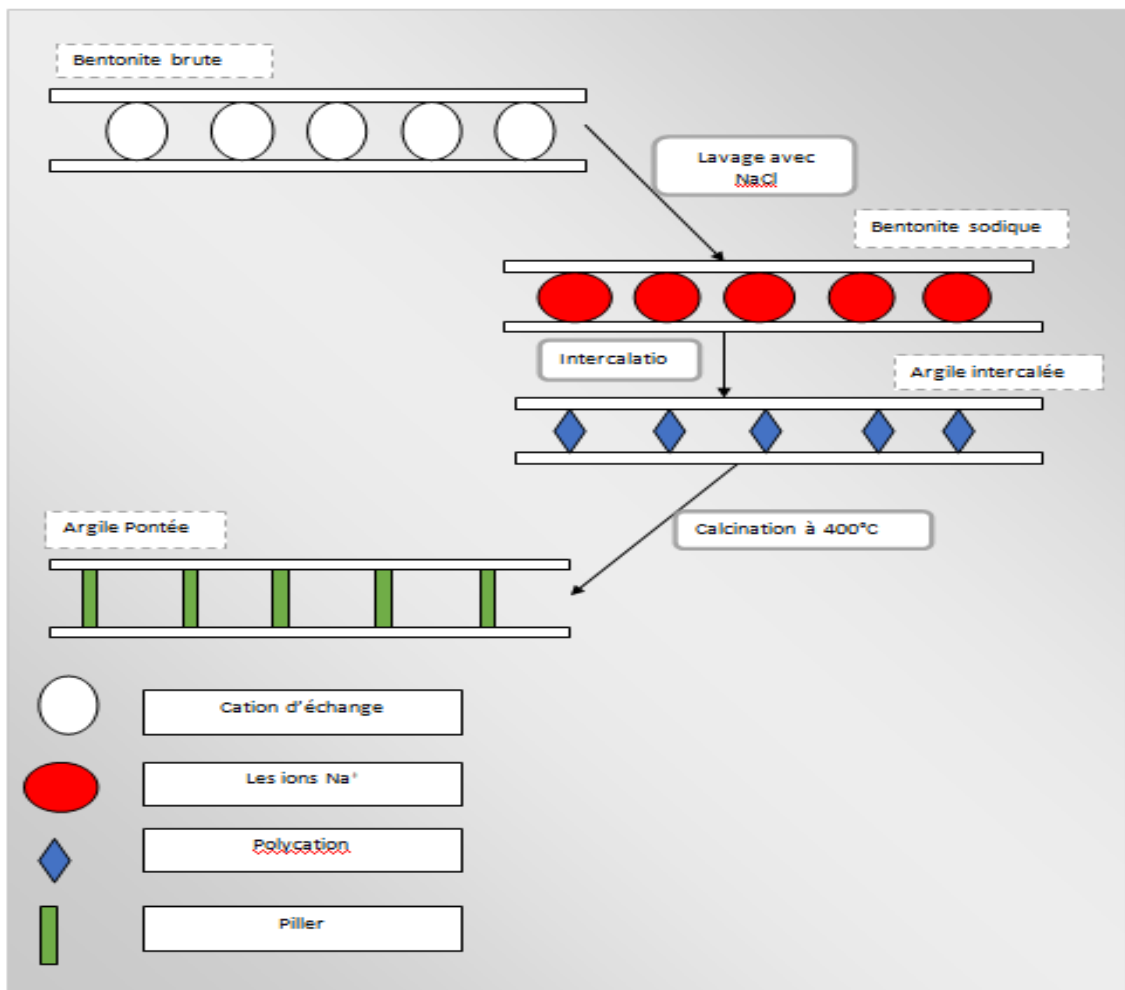 Bentonite brute
Lavage avec
NaCl
Bentonite sodique
Intercalatio
Argile intercalée
Argile Pontée
Calcination à 400°C
Cation d'échange
Les ions Na⁺
Polycation
Piller